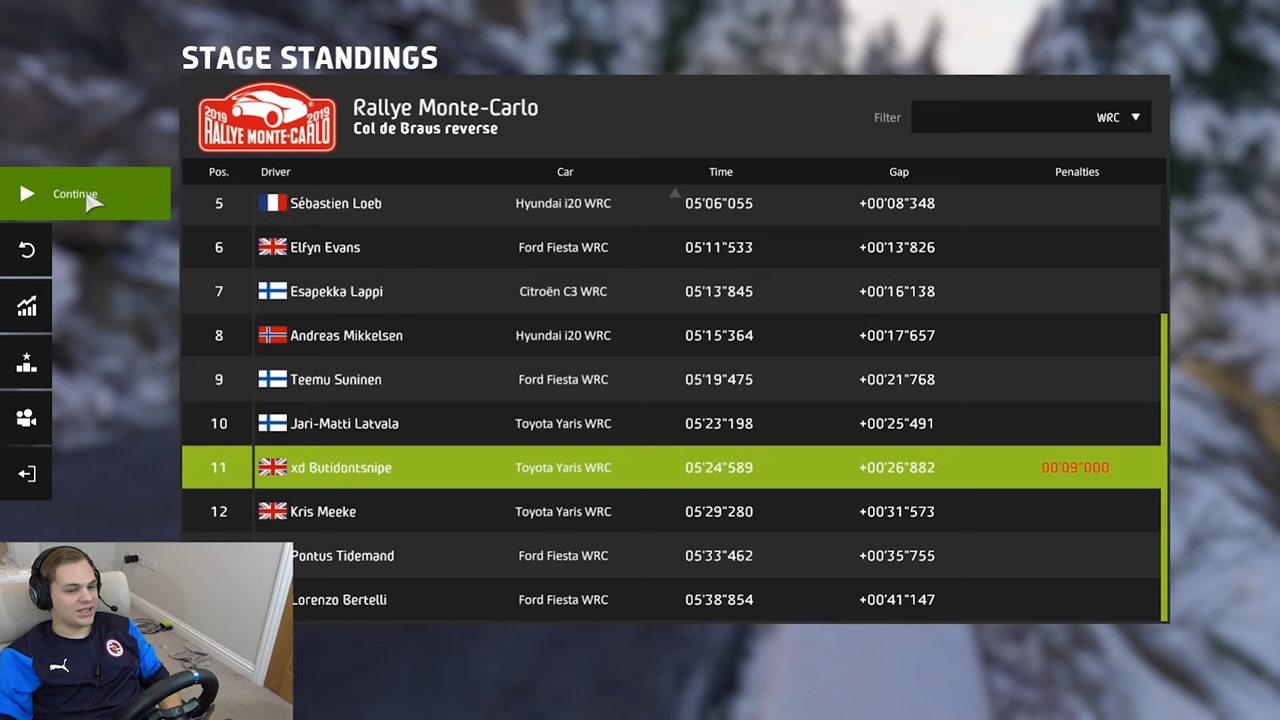 STAGE STANDINGS
2019 2019
RALLYE MONTE-CARLO
Rallye Monte-Carlo
Col de Braus reverse
Filter WRC
Continue
Pos. Driver Car Time Gap Penalties
5 Sébastien Loeb Hyundai i20 WRC 05'06"055 +00'08"348
6 Elfyn Evans Ford Fiesta WRC 05'11"533 +00'13"826
7 Esapekka Lappi Citroën C3 WRC 05'13"845 +00'16"138
8 Andreas Mikkelsen Hyundai i20 WRC 05'15"364 +00'17"657
9 Teemu Suninen Ford Fiesta WRC 05'19"475 +00'21"768
10 Jari-Matti Latvala Toyota Yaris WRC 05'23"198 +00'25"491
11 xd Butidontsnipe Toyota Yaris WRC 05'24"589 +00'26"882 00'09"000
12 Kris Meeke Toyota Yaris WRC 05'29"280 +00'31"573
Pontus Tidemand Ford Fiesta WRC 05'33"462 +00'35"755
Lorenzo Bertelli Ford Fiesta WRC 05'38"854 +00'41"147